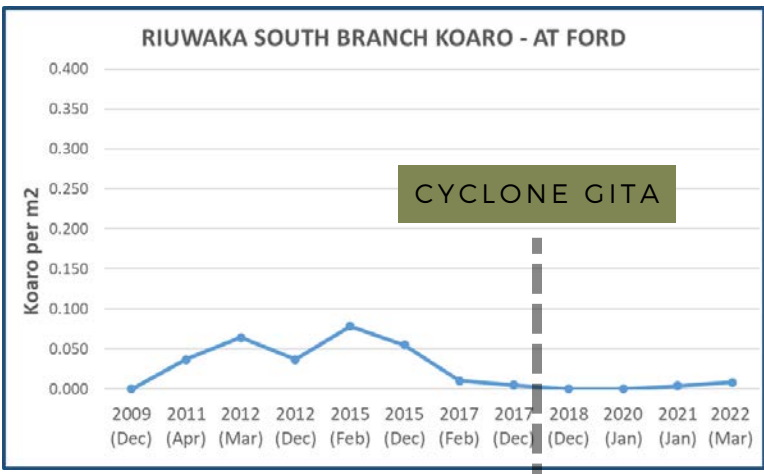 RIUWAKA SOUTH BRANCH KOARO - AT FORD
0.400
0.350
0.300
0.250
0.200
0.150
0.100
0.050
0.000
Koaro per m2
CYCLONE GITA
2009 2011 2012 2012 2015 2015 2017 2017 2018 2020 2021 2022
(Dec) (Apr) (Mar) (Dec) (Feb) (Dec) (Feb) (Dec) (Dec) (Jan) (Jan) (Mar)